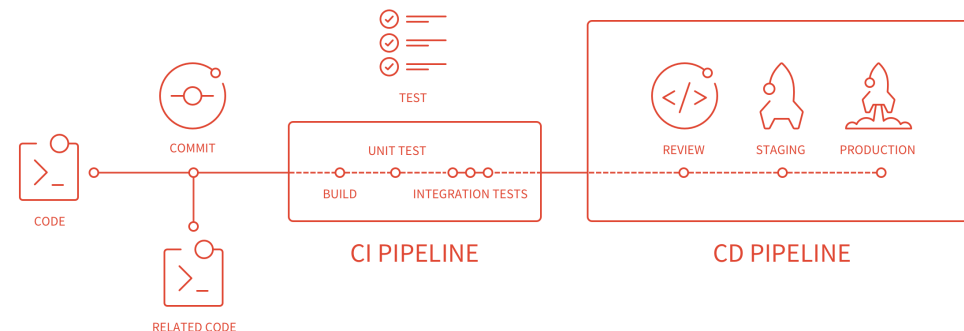 TEST
COMMIT
UNIT TEST
REVIEW
STAGING
PRODUCTION
BUILD
INTEGRATION TESTS
CODE
CI PIPELINE
CD PIPELINE
RELATED CODE